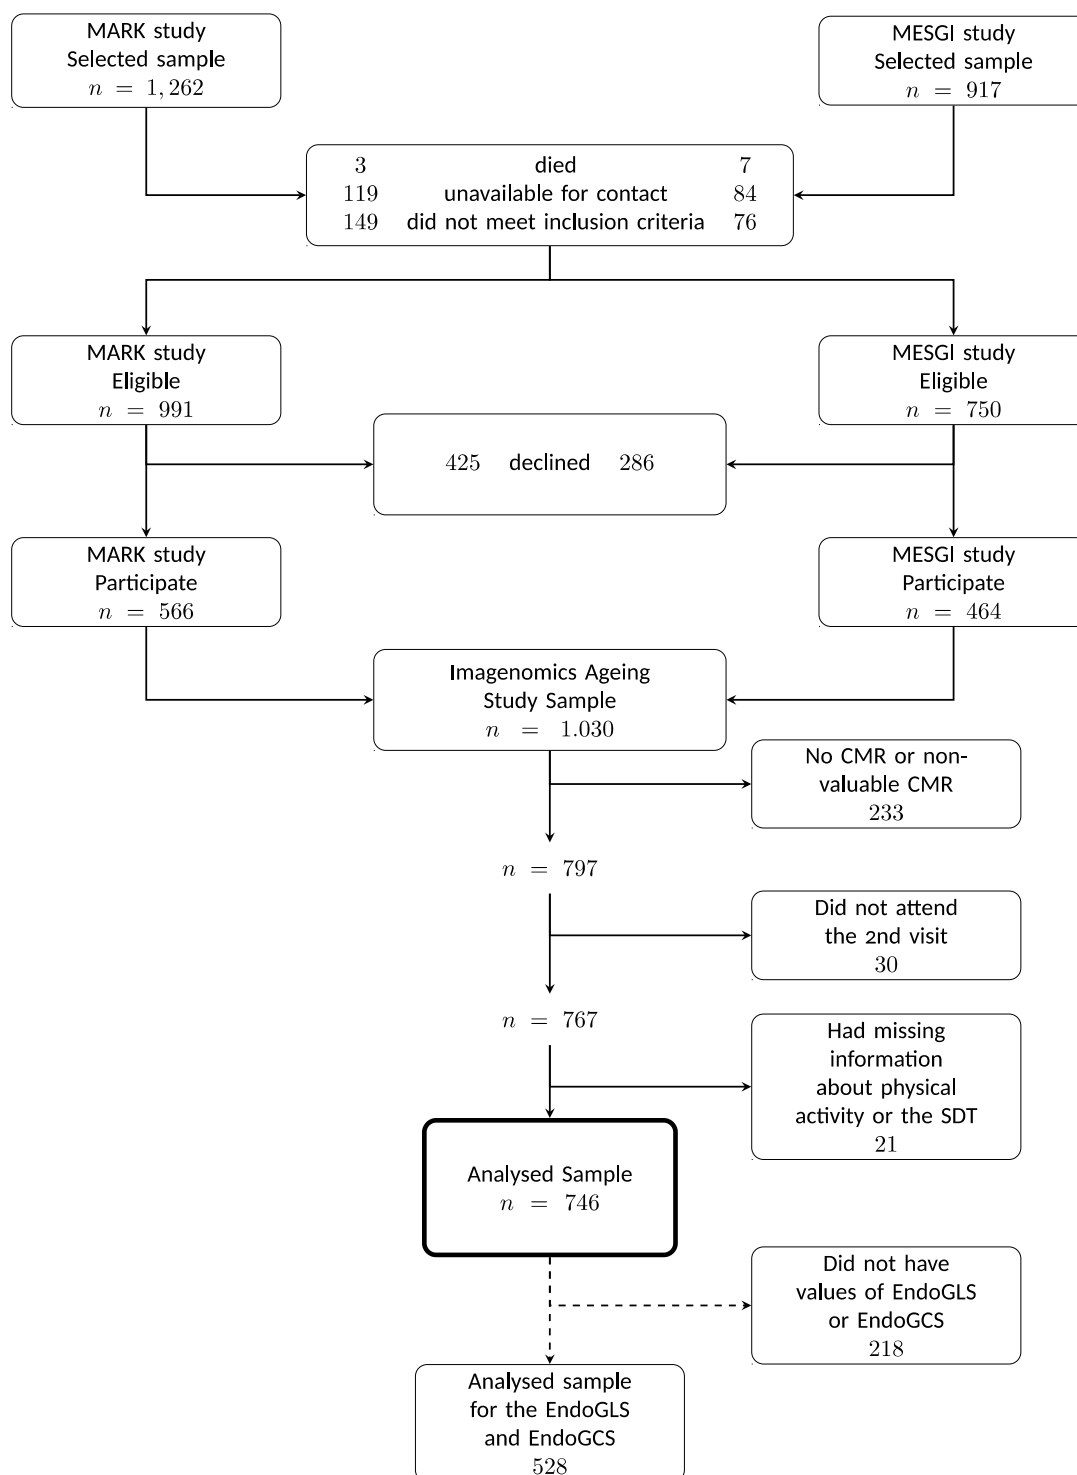 MARK study
Selected sample
n = 1,262
MESGI study
Selected sample
n = 917
3 died 7
119 unavailable for contact 84
149 did not meet inclusion criteria 76
MARK study
Eligible
n = 991
MESGI study
Eligible
n = 750
425 declined 286
MARK study
Participate
n = 566
MESGI study
Participate
n = 464
Imagenomics Ageing
Study Sample
n = 1.030
No CMR or non-
valuable CMR
233
n = 797
Did not attend
the 2nd visit
30
n = 767
Had missing
information
about physical
activity or the SDT
21
Analysed Sample
n = 746
Did not have
values of EndoGLS
or EndoGCS
218
Analysed sample
for the EndoGLS
and EndoGCS
528